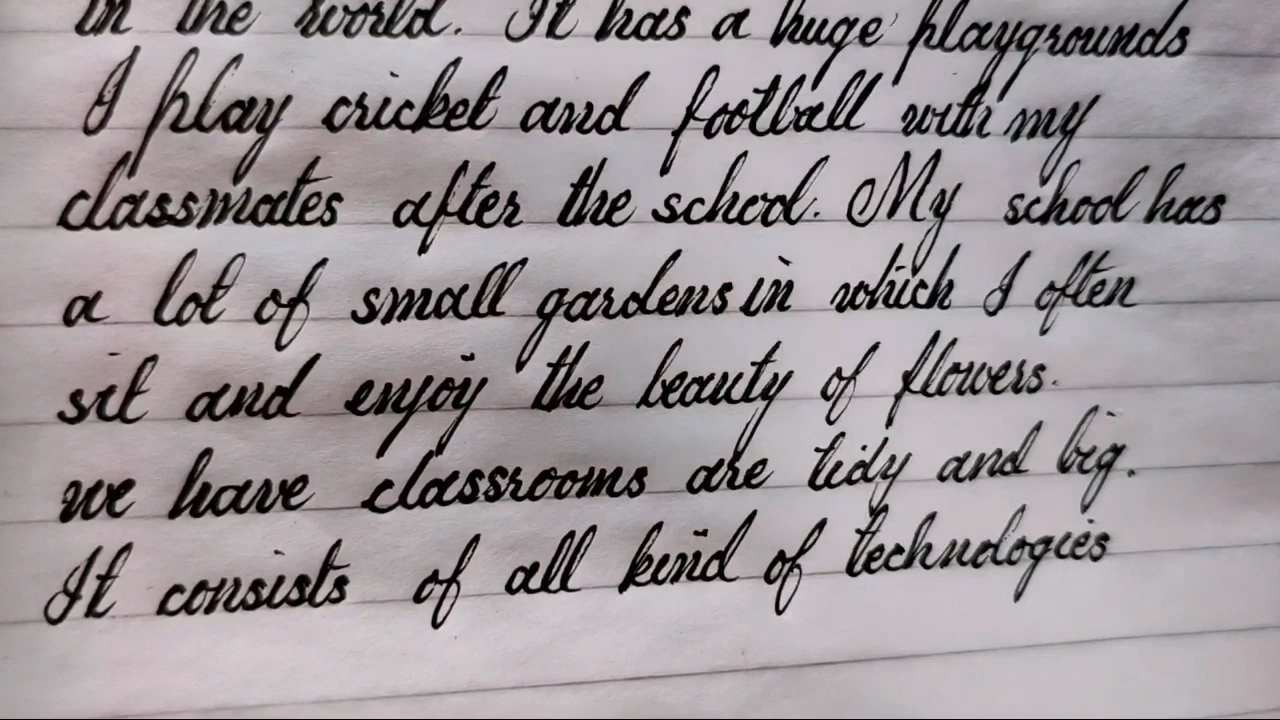 in the world. It has a huge playgrounds
I play cricket and football with my
classmates after the school. My school has
a lot of small gardens in which I often
sit and enjoy the beauty of flowers.
we have classrooms are tidy and big.
It consists of all kind of technologies